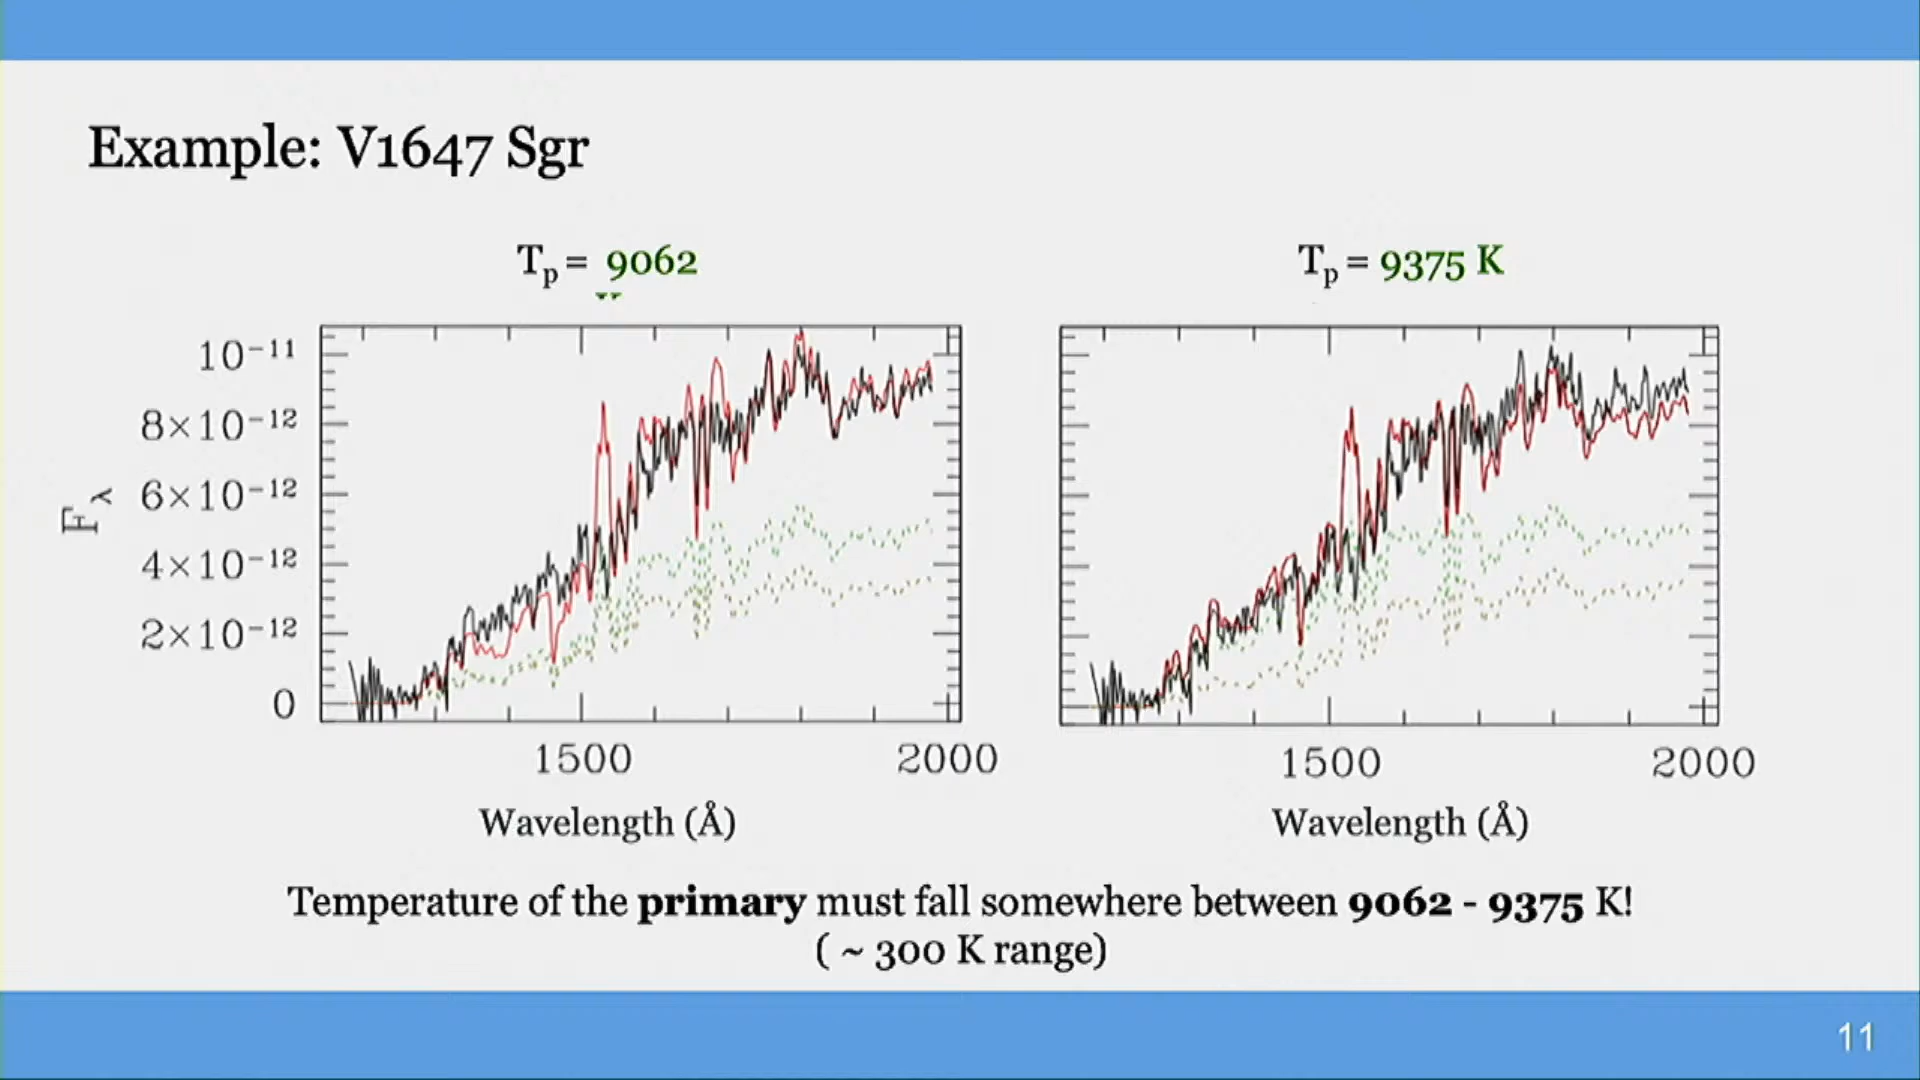 Example: V1647 Sgr
Tp = 9062
Tp = 9375 K
10−11
8×10−12
6×10−12
4×10−12
2×10−12
0
Fλ
1500 2000
1500 2000
Wavelength (Å)
Wavelength (Å)
Temperature of the primary must fall somewhere between 9062 - 9375 K!
( ~ 300 K range)
11